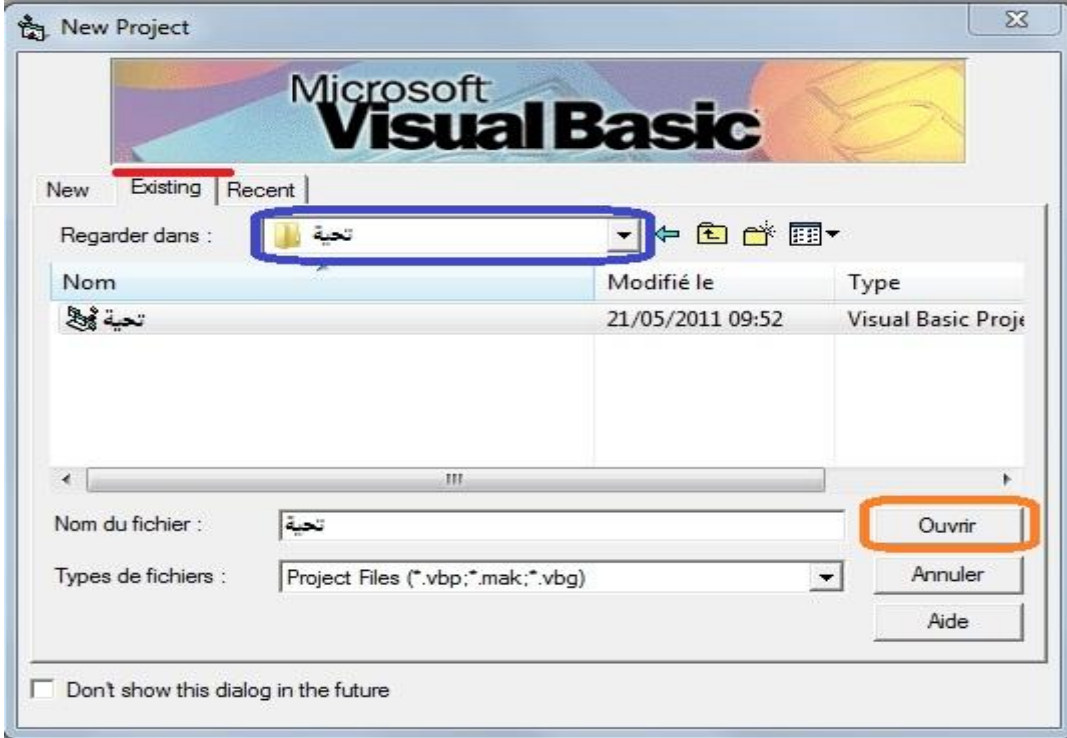 New Project
Microsoft
Visual Basic
New Existing Recent
Regarder dans : تحية
Nom Modifié le Type
تحية 21/05/2011 09:52 Visual Basic Proje
Nom du fichier : تحية Ouvrir
Types de fichiers : Project Files (*.vbp;*.mak;*.vbg) Annuler
Aide
Don't show this dialog in the future